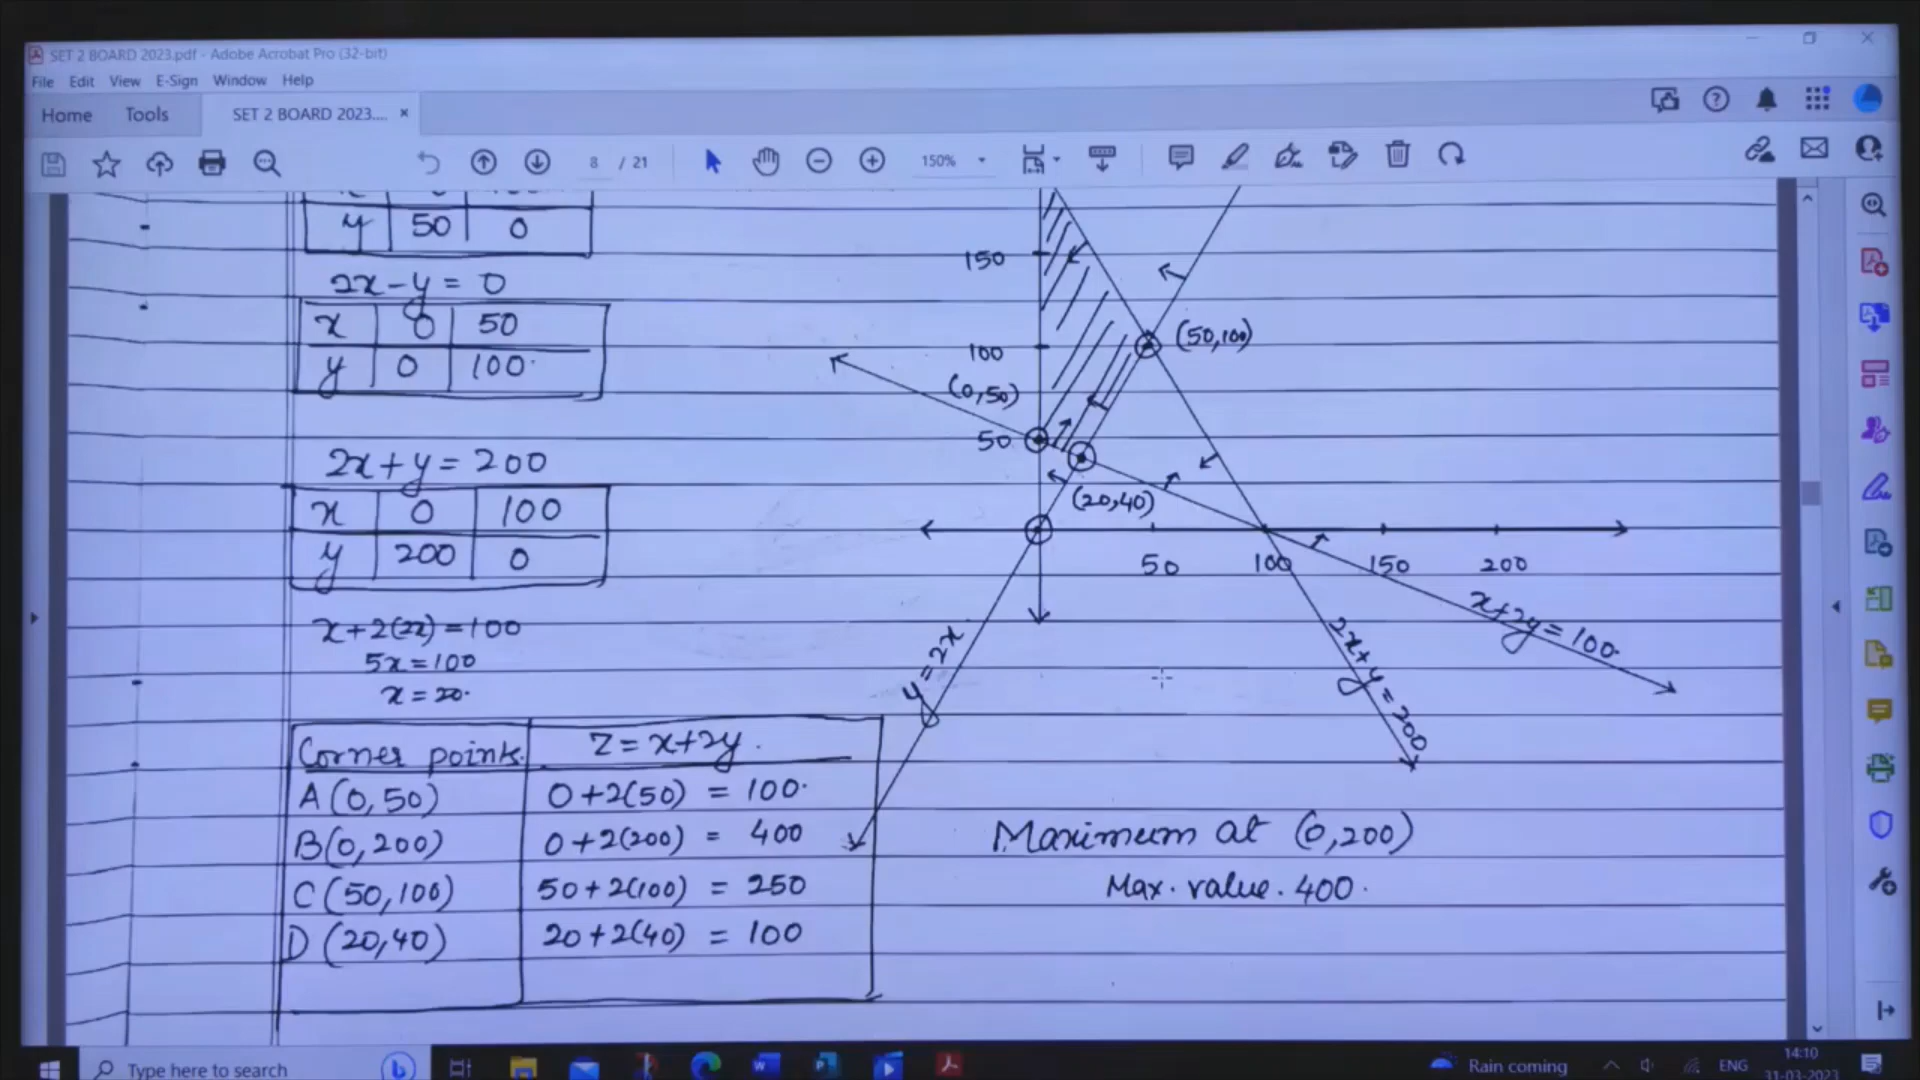 SET 2 BOARD 2023.pdf - Adobe Acrobat Pro (32-bit)
File Edit View E-Sign Window Help
Home Tools SET 2 BOARD 2023.... ×
8 / 21 150%
y 50 0
2x-y = 0
x 0 50
y 0 100
2x+y = 200
x 0 100
y 200 0
x+2(2x) = 100
5x = 100
x = 20.
Corner points Z = x+2y.
A (0,50) 0+2(50) = 100.
B(0,200) 0+2(200) = 400
C (50,100) 50+2(100) = 250
D (20,40) 20+2(40) = 100
150
100 (50,100)
(0,50)
50
(20,40)
50 100 150 200
x+2y = 100.
y = 2x
2x+y = 200
Maximum at (0,200)
Max. value. 400.
Type here to search
Rain coming ENG 14:10
31-03-2023